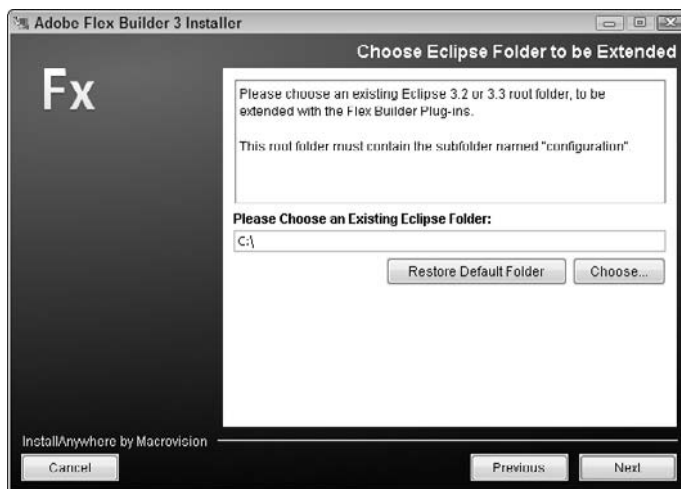 Adobe Flex Builder 3 Installer
Choose Eclipse Folder to be Extended
Fx
Please choose an existing Eclipse 3.2 or 3.3 root folder, to be
extended with the Flex Builder Plug-ins.
This root folder must contain the subfolder named "configuration".
Please Choose an Existing Eclipse Folder:
C:\
Restore Default Folder
Choose...
InstallAnywhere by Macrovision
Cancel
Previous
Next